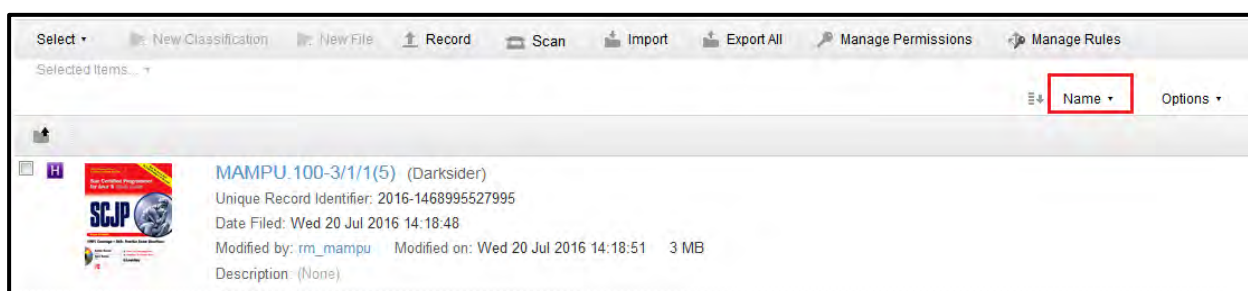 Select New Classification New File Record Scan Import Export All Manage Permissions Manage Rules
Selected Items...
Name Options
H
MAMPU.100-3/1/1(5) (Darksider)
SCJP
Unique Record Identifier: 2016-1468995527995
Date Filed: Wed 20 Jul 2016 14:18:48
Modified by: rm_mampu Modified on: Wed 20 Jul 2016 14:18:51 3 MB
Description: (None)